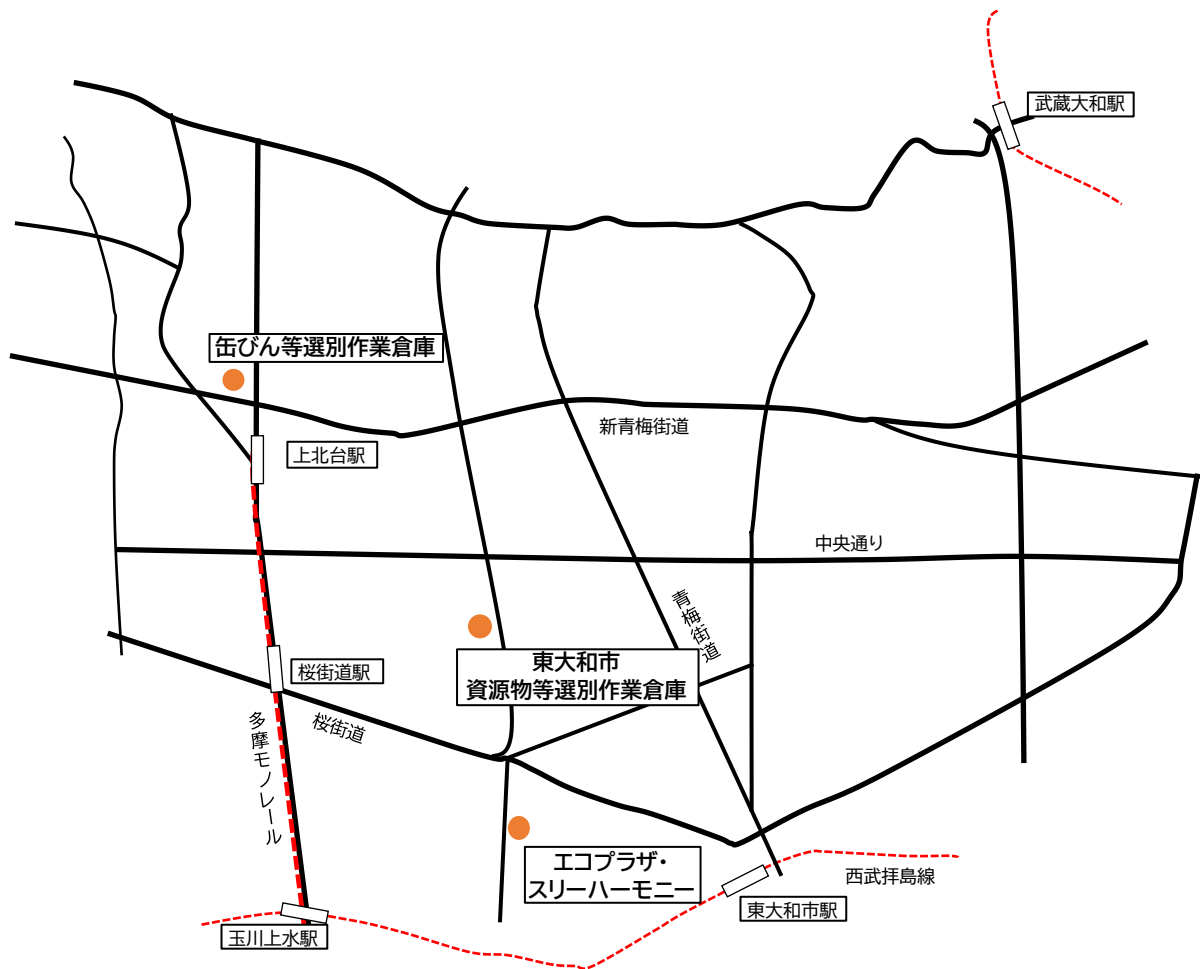 武蔵大和駅
缶びん等選別作業倉庫
新青梅街道
上北台駅
中央通り
青梅街道
東大和市
資源物等選別作業倉庫
桜街道駅
桜街道
多摩モノレール
エコプラザ・
スリーハーモニー
西武拝島線
東大和市駅
玉川上水駅